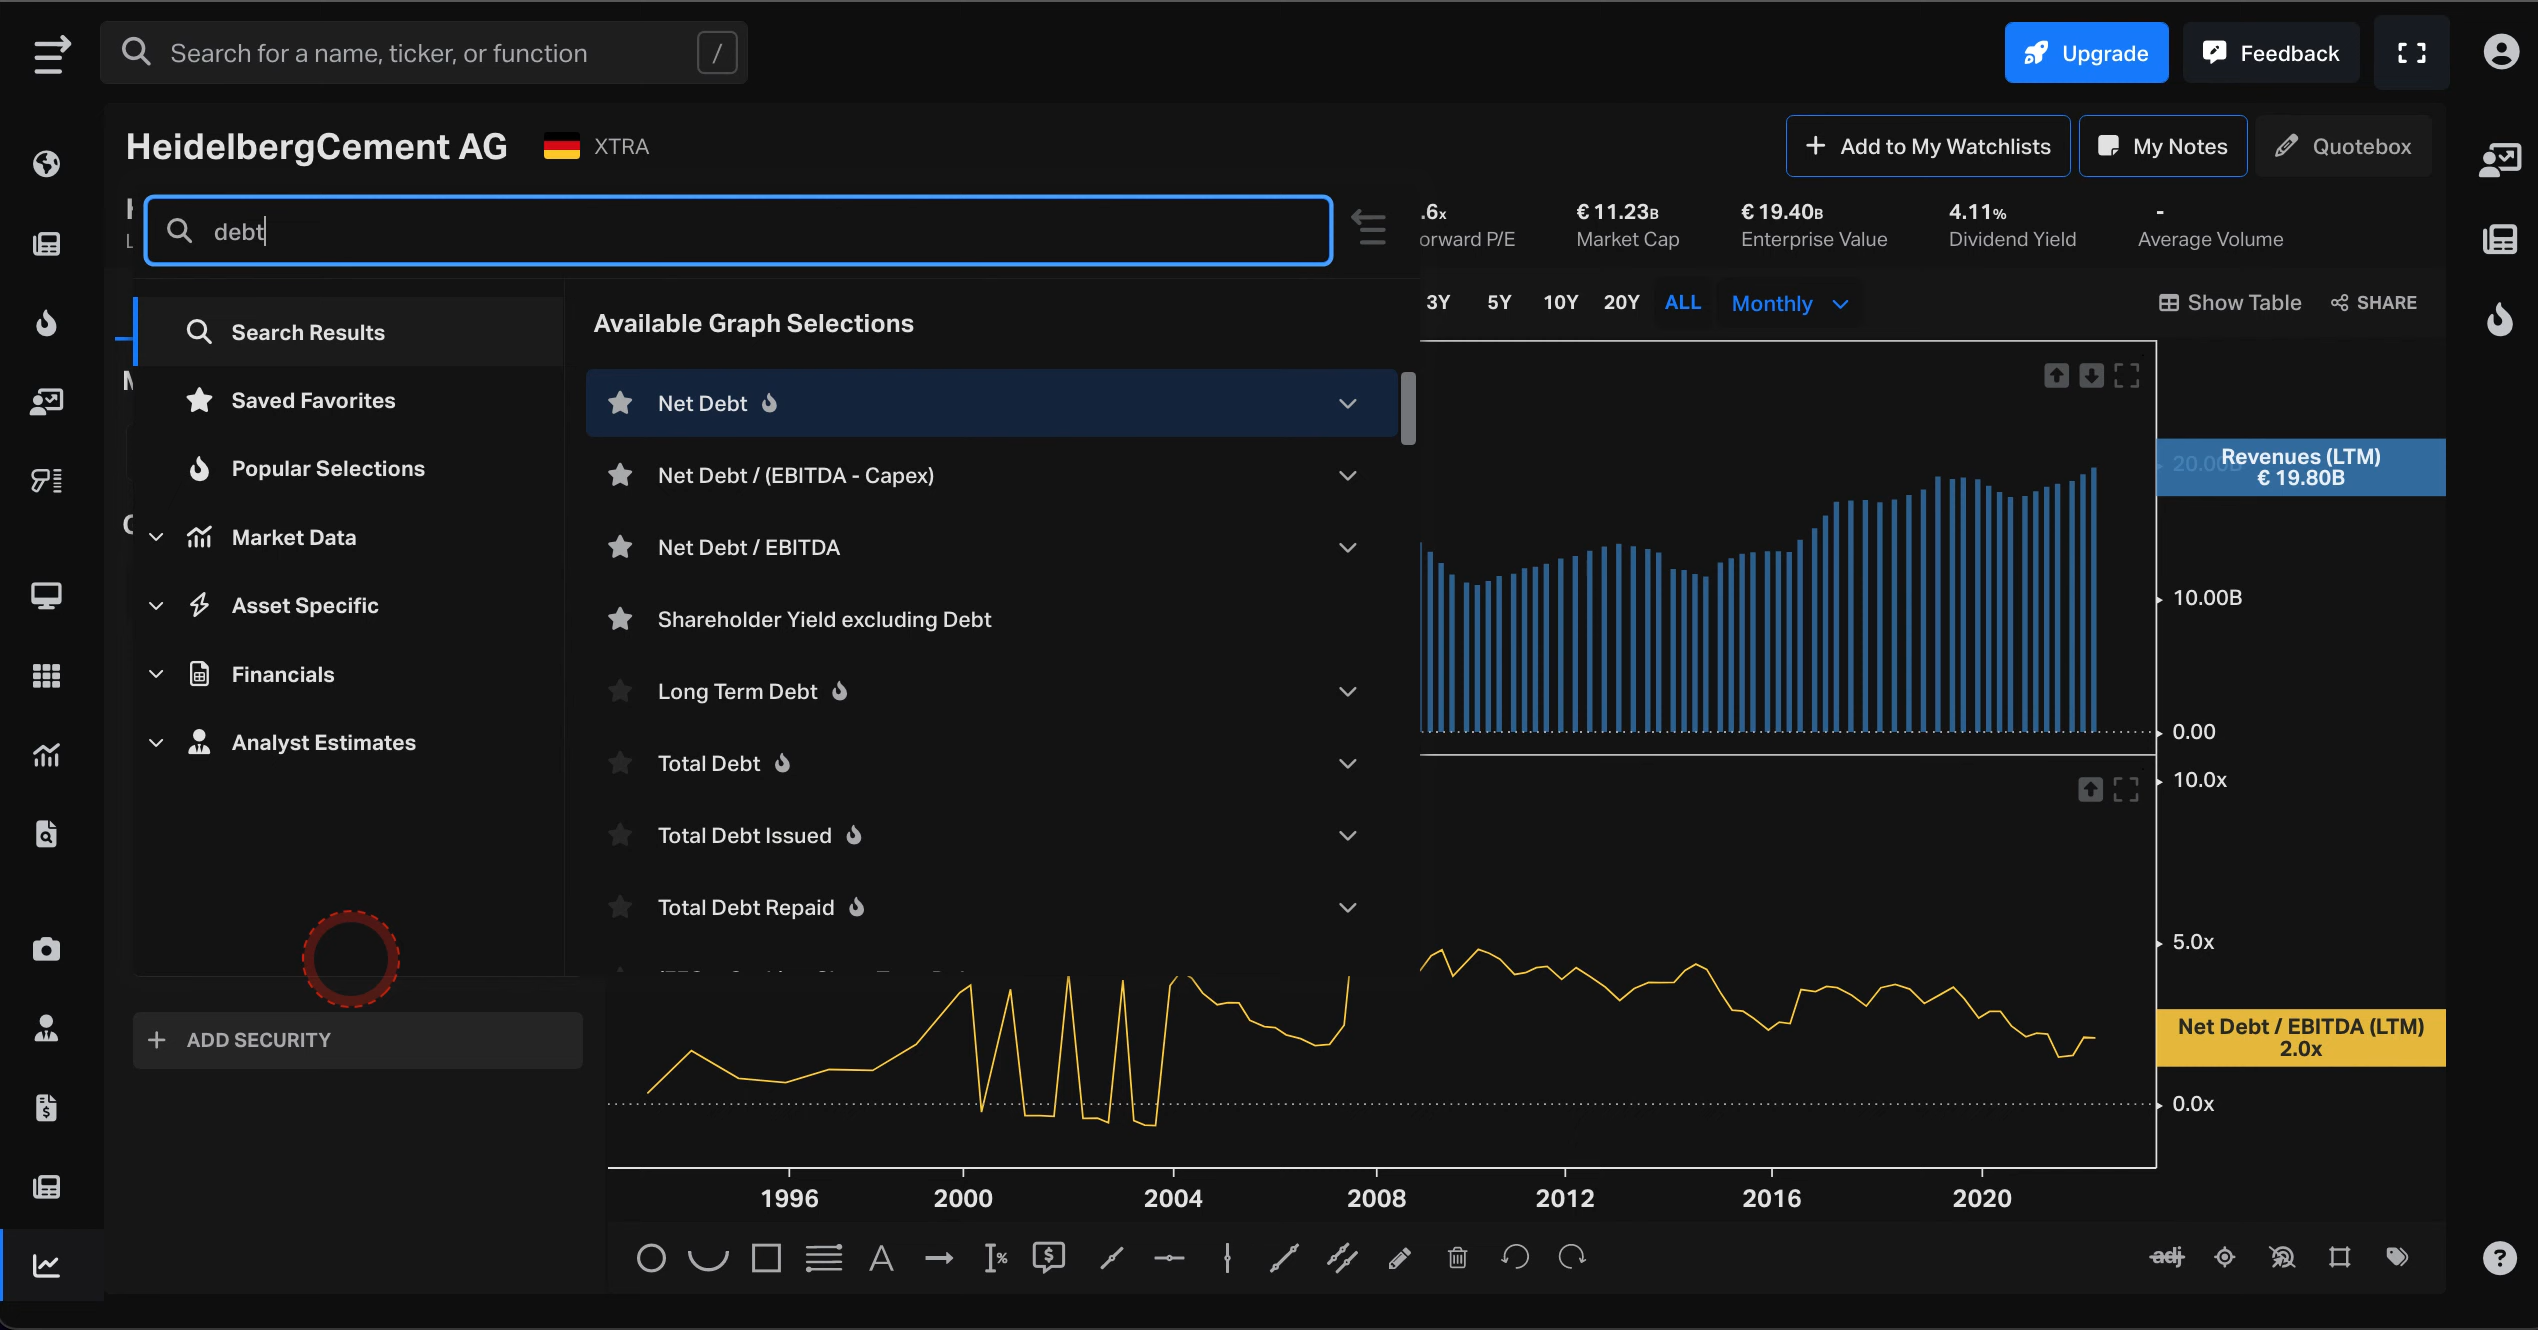 Search for a name, ticker, or function /
Upgrade
Feedback
HeidelbergCement AG XTRA
+ Add to My Watchlists
My Notes
Quotebox
debt
.6x
orward P/E
€ 11.23B
Market Cap
€ 19.40B
Enterprise Value
4.11%
Dividend Yield
-
Average Volume
3Y 5Y 10Y 20Y ALL Monthly
Show Table
SHARE
Search Results
Saved Favorites
Popular Selections
Market Data
Asset Specific
Financials
Analyst Estimates
Available Graph Selections
Net Debt
Net Debt / (EBITDA - Capex)
Net Debt / EBITDA
Shareholder Yield excluding Debt
Long Term Debt
Total Debt
Total Debt Issued
Total Debt Repaid
+ ADD SECURITY
20.00B
Revenues (LTM)
€ 19.80B
10.00B
0.00
10.0x
5.0x
Net Debt / EBITDA (LTM)
2.0x
0.0x
1996 2000 2004 2008 2012 2016 2020
A
%
$
adj
?